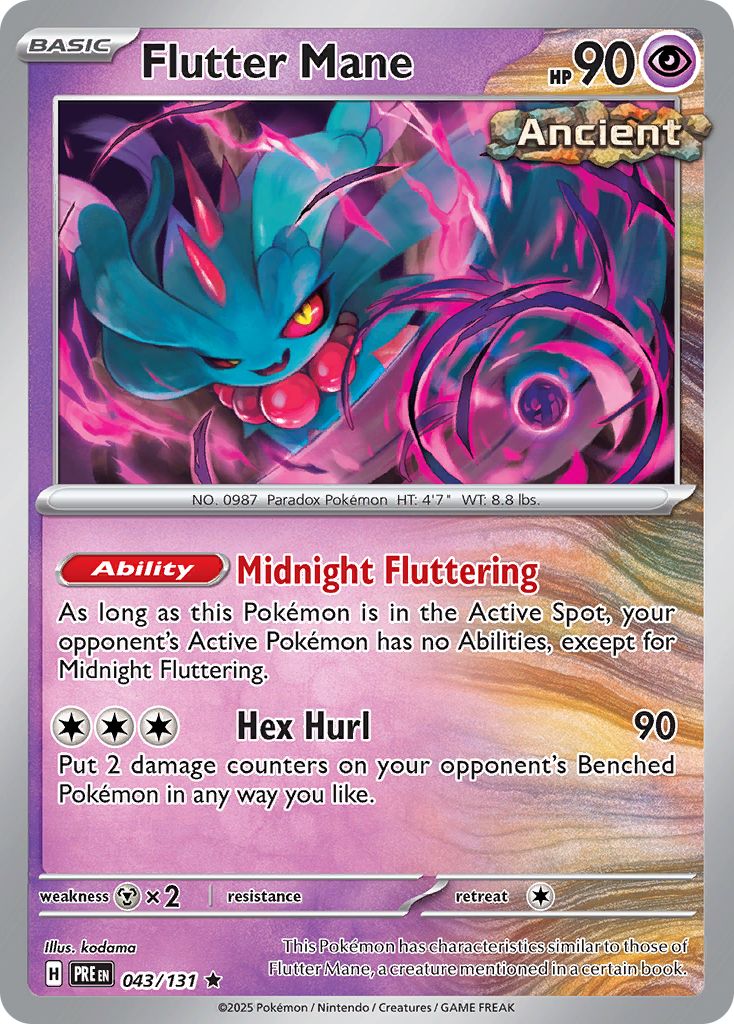 BASIC
Flutter Mane
HP 90
Ancient
NO. 0987 Paradox Pokémon HT: 4'7" WT: 8.8 lbs.
Ability Midnight Fluttering
As long as this Pokémon is in the Active Spot, your
opponent's Active Pokémon has no Abilities, except for
Midnight Fluttering.
Hex Hurl 90
Put 2 damage counters on your opponent's Benched
Pokémon in any way you like.
weakness ×2 resistance retreat
Illus. kodama
This Pokémon has characteristics similar to those of
Flutter Mane, a creature mentioned in a certain book.
H PRE EN 043/131 ★
©2025 Pokémon / Nintendo / Creatures / GAME FREAK